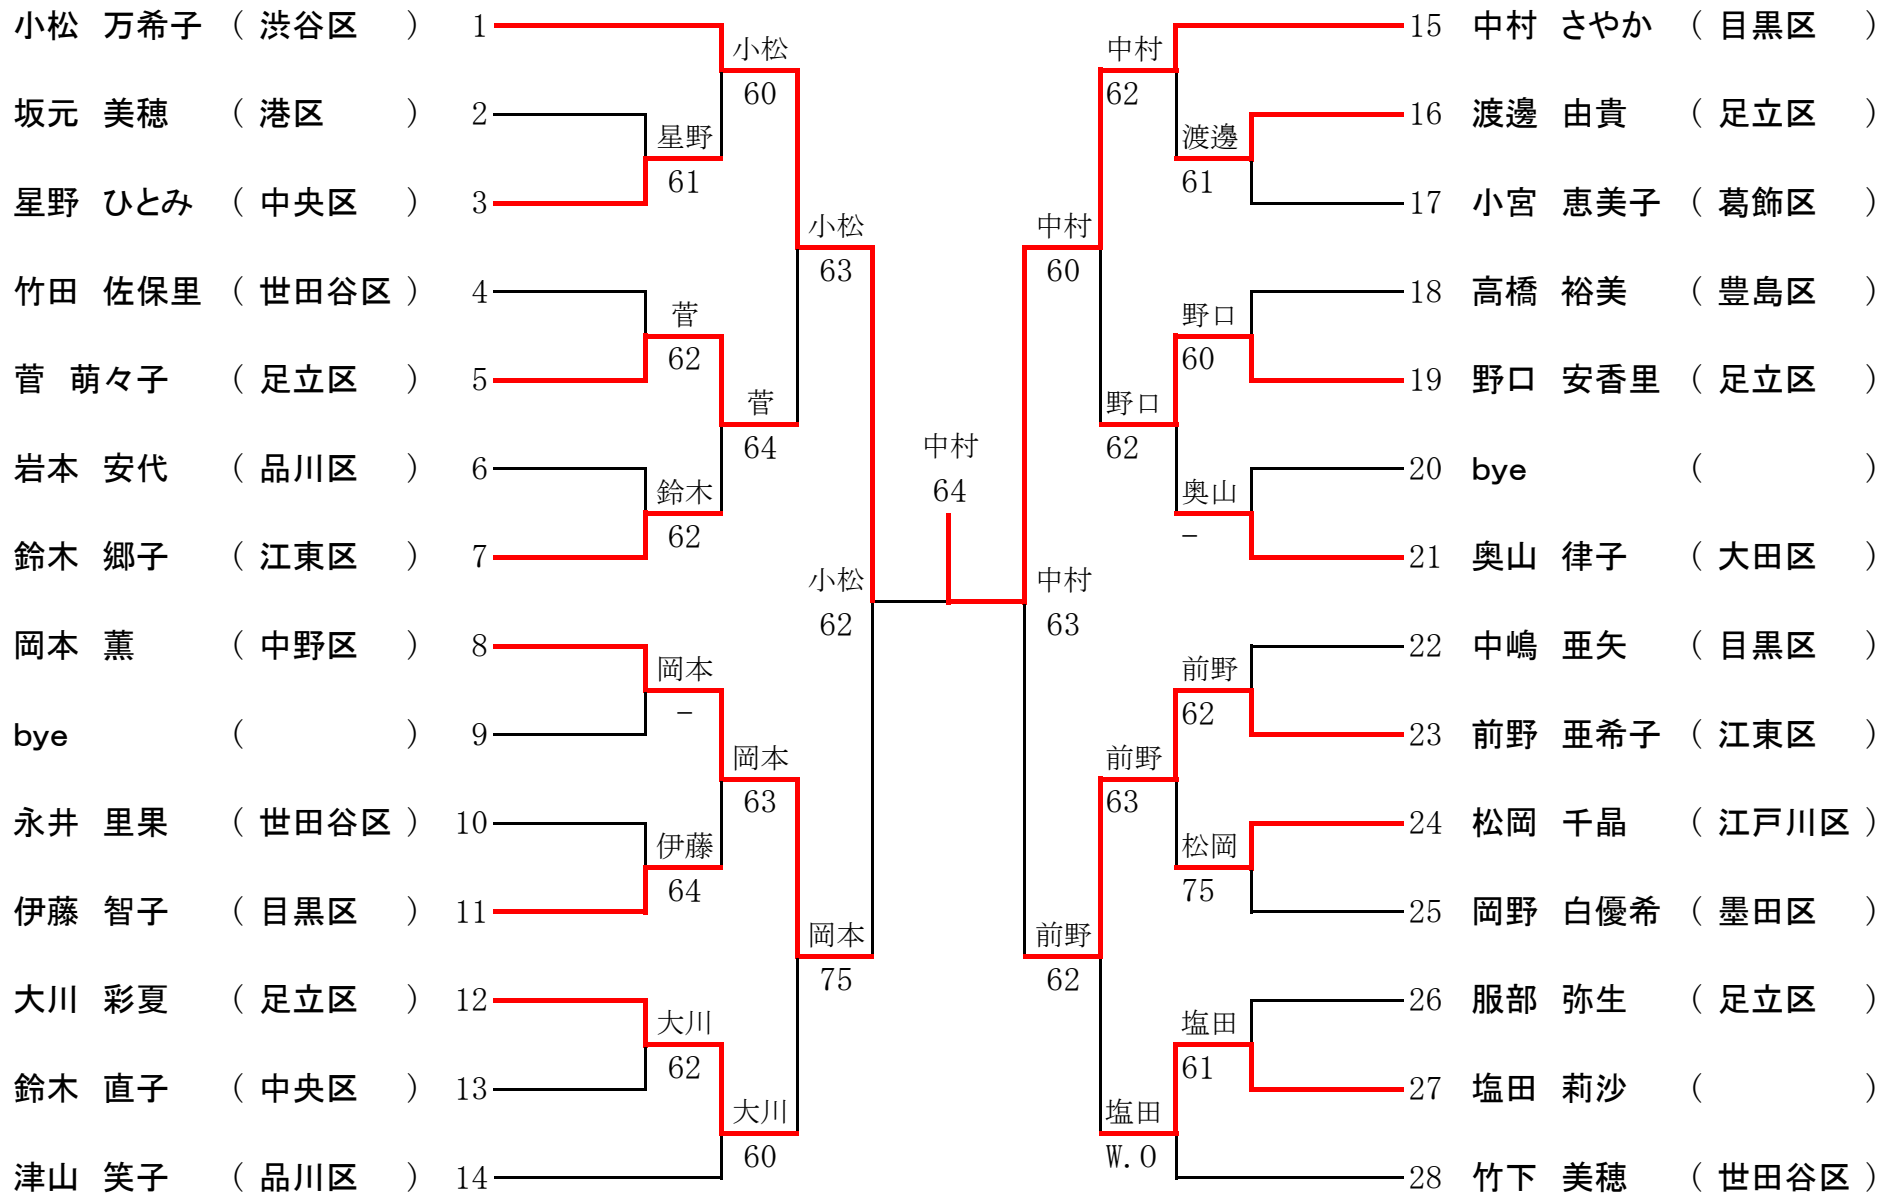 小松 万希子 ( 渋谷区 ) 1
坂元 美穂 ( 港区 ) 2
星野 ひとみ ( 中央区 ) 3
竹田 佐保里 ( 世田谷区 ) 4
菅 萌々子 ( 足立区 ) 5
岩本 安代 ( 品川区 ) 6
鈴木 郷子 ( 江東区 ) 7
岡本 薫 ( 中野区 ) 8
bye ( ) 9
永井 里果 ( 世田谷区 ) 10
伊藤 智子 ( 目黒区 ) 11
大川 彩夏 ( 足立区 ) 12
鈴木 直子 ( 中央区 ) 13
津山 笑子 ( 品川区 ) 14
星野
61
菅
62
鈴木
62
岡本
-
伊藤
64
大川
62
小松
60
菅
64
岡本
63
大川
60
小松
63
岡本
75
小松
62
中村
64
中村
63
中村
60
前野
62
中村
62
野口
62
前野
63
塩田
W.O
渡邊
61
野口
60
奥山
-
前野
62
松岡
75
塩田
61
15 中村 さやか ( 目黒区 )
16 渡邊 由貴 ( 足立区 )
17 小宮 恵美子 ( 葛飾区 )
18 高橋 裕美 ( 豊島区 )
19 野口 安香里 ( 足立区 )
20 bye ( )
21 奥山 律子 ( 大田区 )
22 中嶋 亜矢 ( 目黒区 )
23 前野 亜希子 ( 江東区 )
24 松岡 千晶 ( 江戸川区 )
25 岡野 白優希 ( 墨田区 )
26 服部 弥生 ( 足立区 )
27 塩田 莉沙 ( )
28 竹下 美穂 ( 世田谷区 )